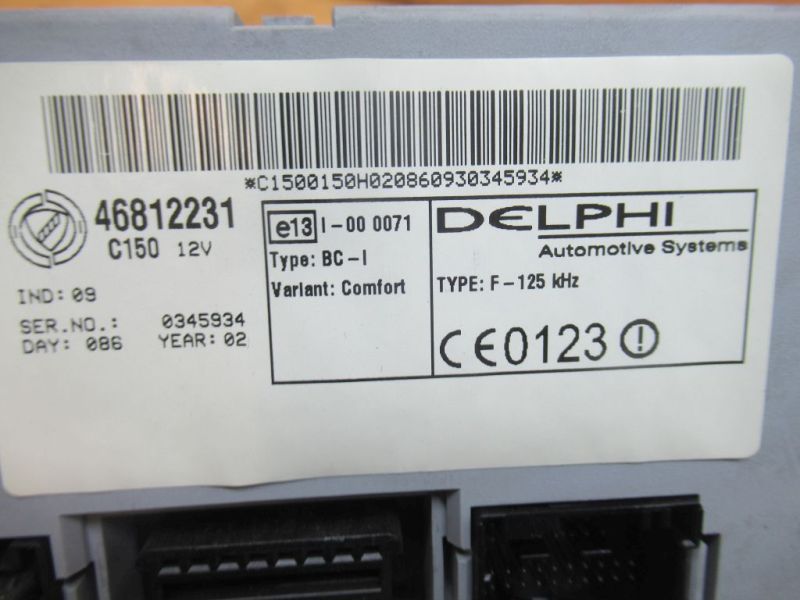 *C1500150H020860930345934*
46812231
C150 12V
IND: 09
SER.NO.: 0345934
DAY: 086 YEAR: 02
e13 I-00 0071
Type: BC-I
Variant: Comfort
DELPHI
Automotive Systems
TYPE: F-125 kHz
CE0123